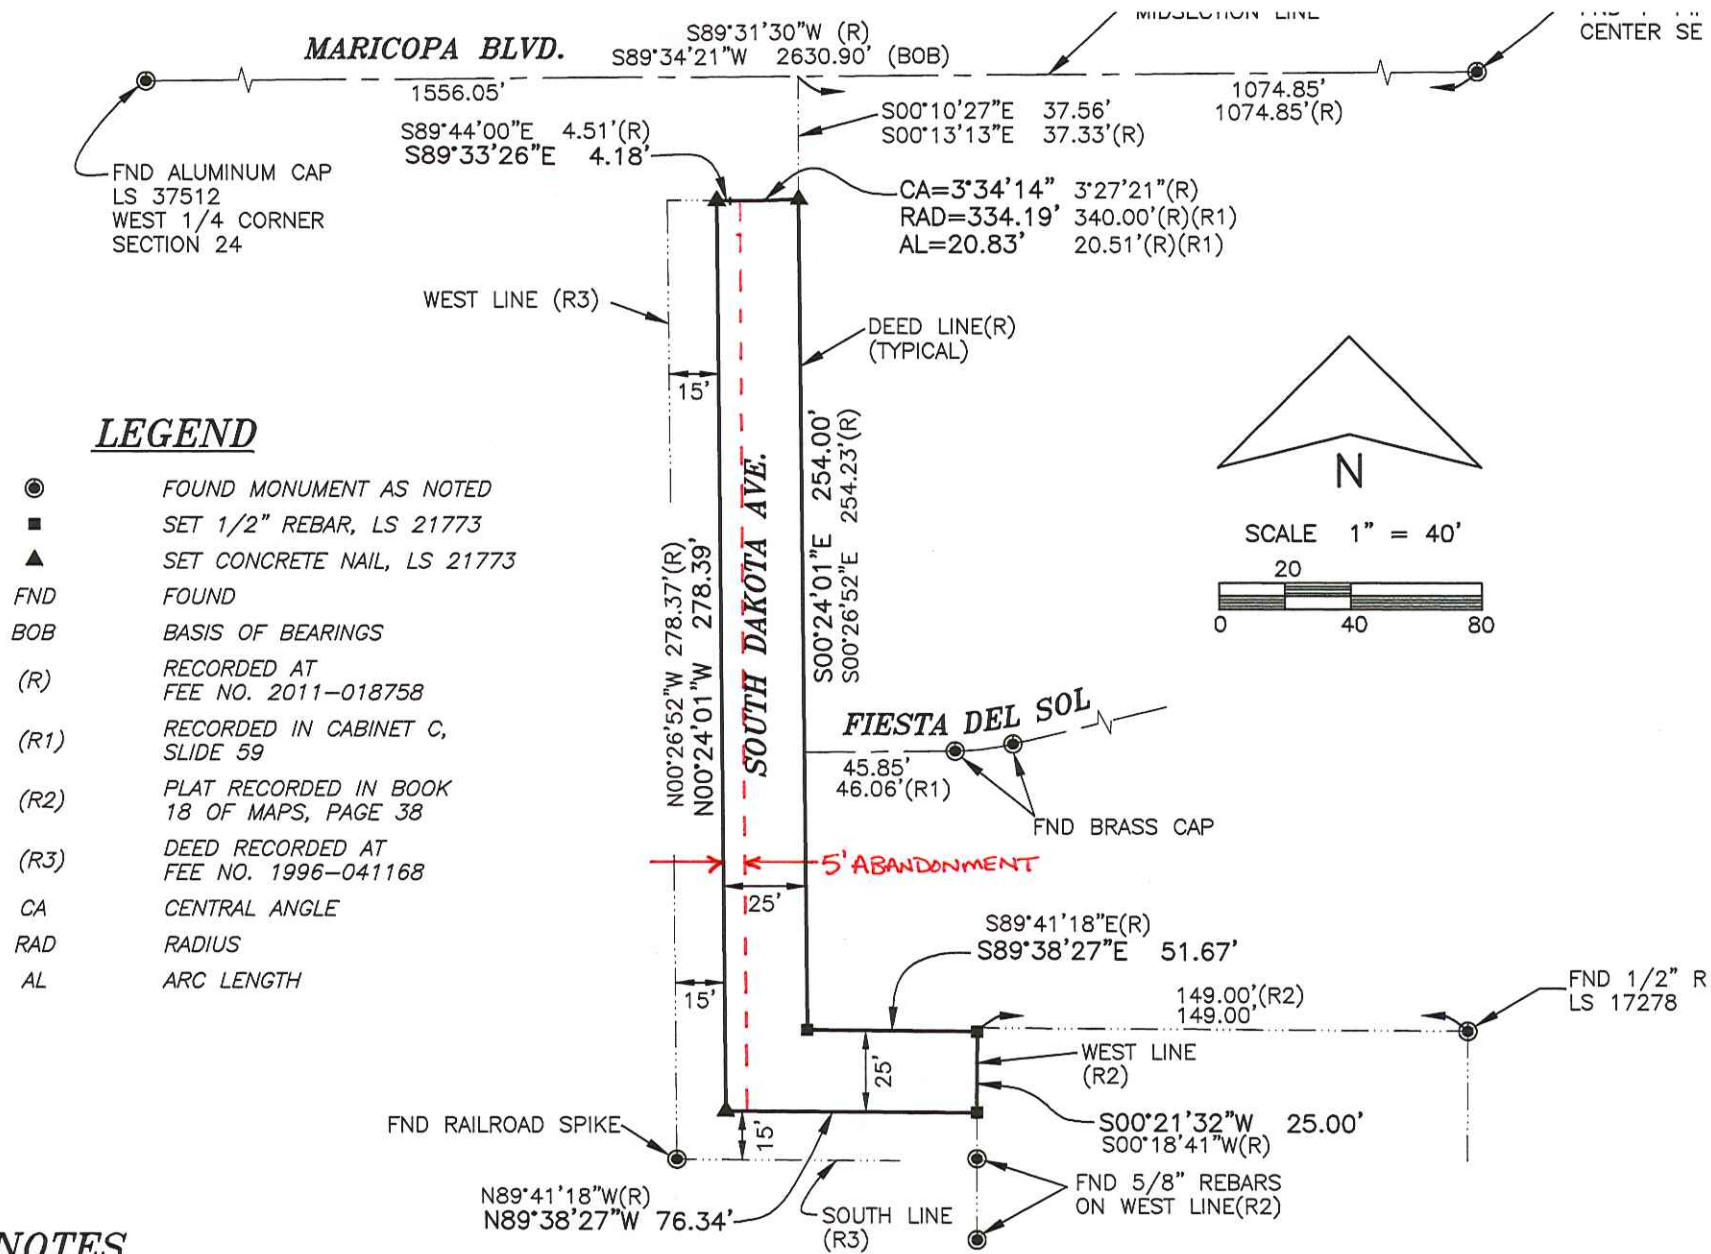 MIDSECTION LINE
CENTER SE
S89°31'30"W (R)
S89°34'21"W 2630.90' (BOB)
MARICOPA BLVD.
1556.05'
1074.85'
1074.85'(R)
S00°10'27"E 37.56'
S00°13'13"E 37.33'(R)
S89°44'00"E 4.51'(R)
S89°33'26"E 4.18'
FND ALUMINUM CAP
LS 37512
WEST 1/4 CORNER
SECTION 24
CA=3°34'14" 3°27'21"(R)
RAD=334.19' 340.00'(R)(R1)
AL=20.83' 20.51'(R)(R1)
WEST LINE (R3)
DEED LINE(R)
(TYPICAL)
15'
LEGEND
FOUND MONUMENT AS NOTED
SET 1/2" REBAR, LS 21773
SET CONCRETE NAIL, LS 21773
FND FOUND
BOB BASIS OF BEARINGS
(R) RECORDED AT
FEE NO. 2011-018758
(R1) RECORDED IN CABINET C,
SLIDE 59
(R2) PLAT RECORDED IN BOOK
18 OF MAPS, PAGE 38
(R3) DEED RECORDED AT
FEE NO. 1996-041168
CA CENTRAL ANGLE
RAD RADIUS
AL ARC LENGTH
N00°26'52"W 278.37'(R)
N00°24'01"W 278.39'
SOUTH DAKOTA AVE.
S00°24'01"E 254.00'
S00°26'52"E 254.23'(R)
N
SCALE 1" = 40'
20
0 40 80
FIESTA DEL SOL
45.85'
46.06'(R1)
FND BRASS CAP
5' ABANDONMENT
25'
S89°41'18"E(R)
S89°38'27"E 51.67'
15'
149.00'(R2)
149.00'
FND 1/2" R
LS 17278
25'
WEST LINE
(R2)
S00°21'32"W 25.00'
S00°18'41"W(R)
FND RAILROAD SPIKE
15'
FND 5/8" REBARS
ON WEST LINE(R2)
N89°41'18"W(R)
N89°38'27"W 76.34'
SOUTH LINE
(R3)
NOTES